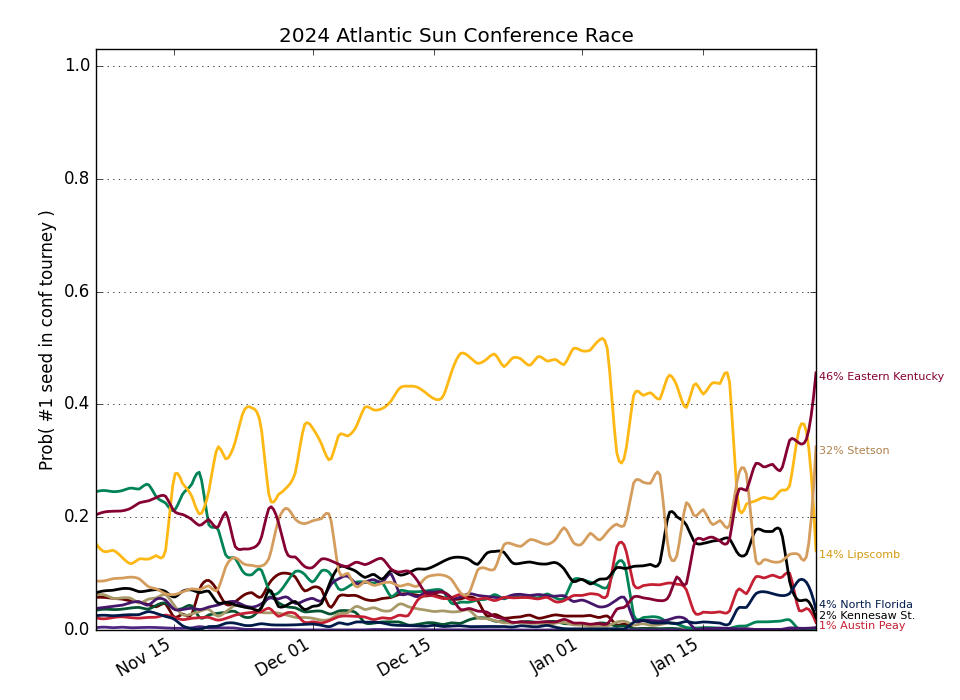 2024 Atlantic Sun Conference Race
Prob( #1 seed in conf tourney )
1.0
0.8
0.6
0.4
0.2
0.0
Nov 15
Dec 01
Dec 15
Jan 01
Jan 15
46% Eastern Kentucky
32% Stetson
14% Lipscomb
4% North Florida
2% Kennesaw St.
1% Austin Peay